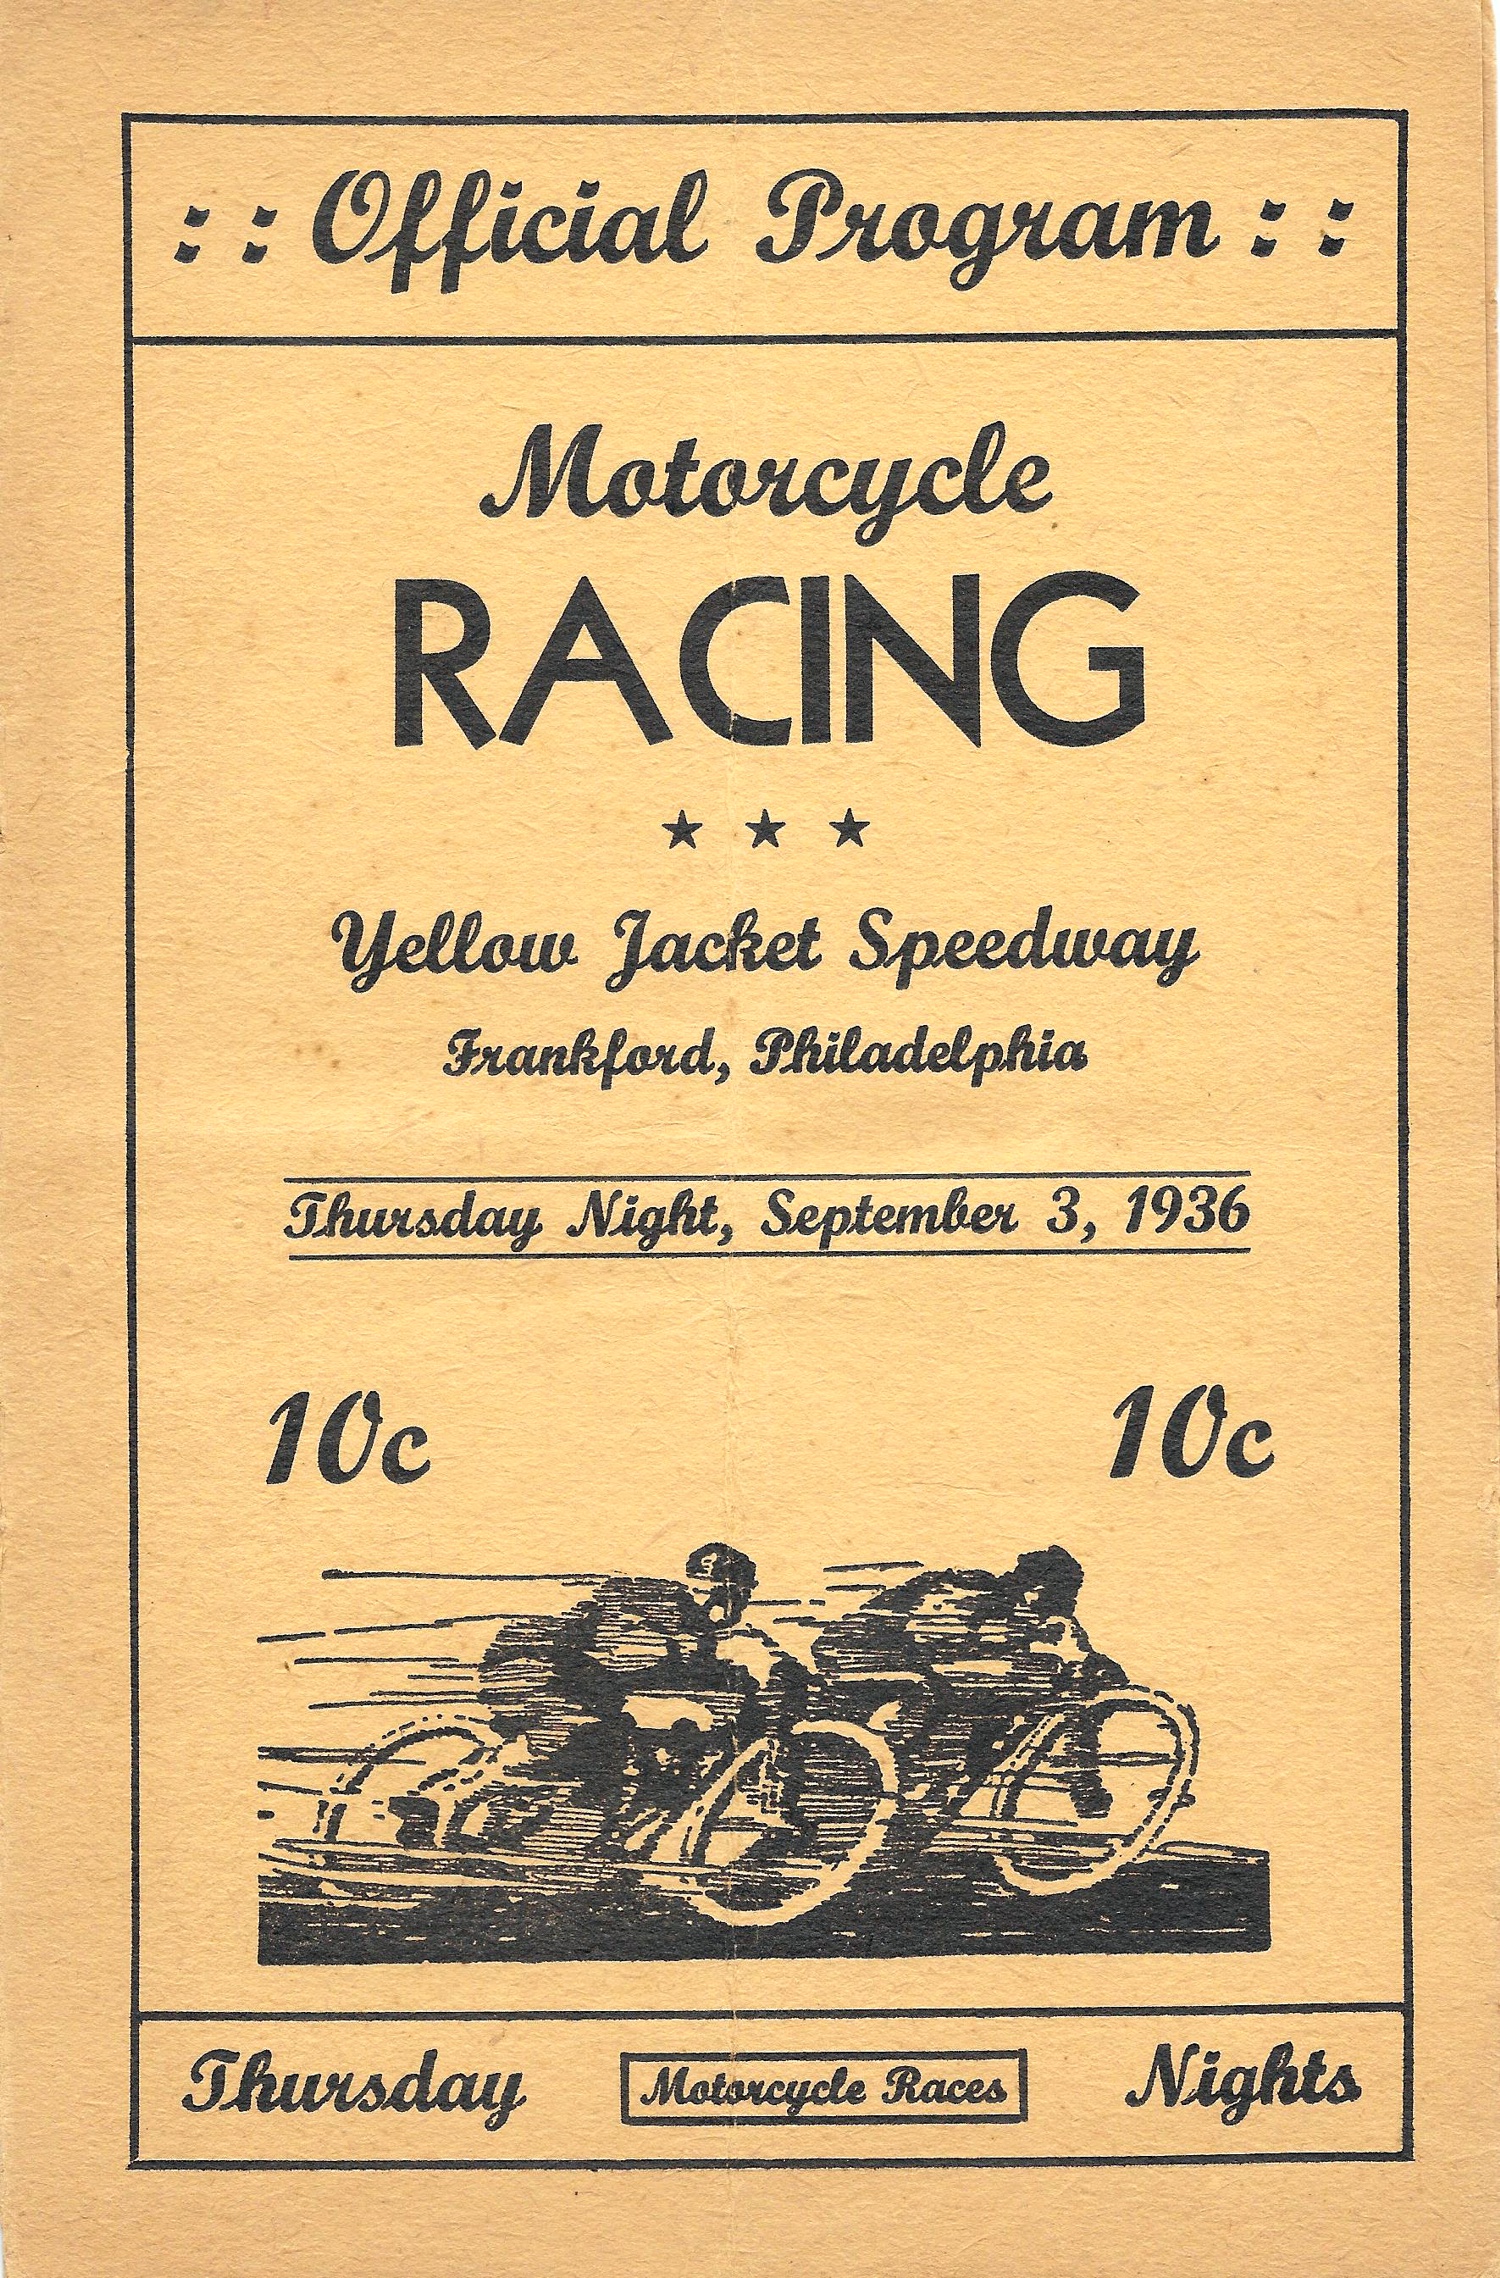 : : Official Program : :
Motorcycle
RACING
★ ★ ★
Yellow Jacket Speedway
Frankford, Philadelphia
Thursday Night, September 3, 1936
10c 10c
Thursday Motorcycle Races Nights